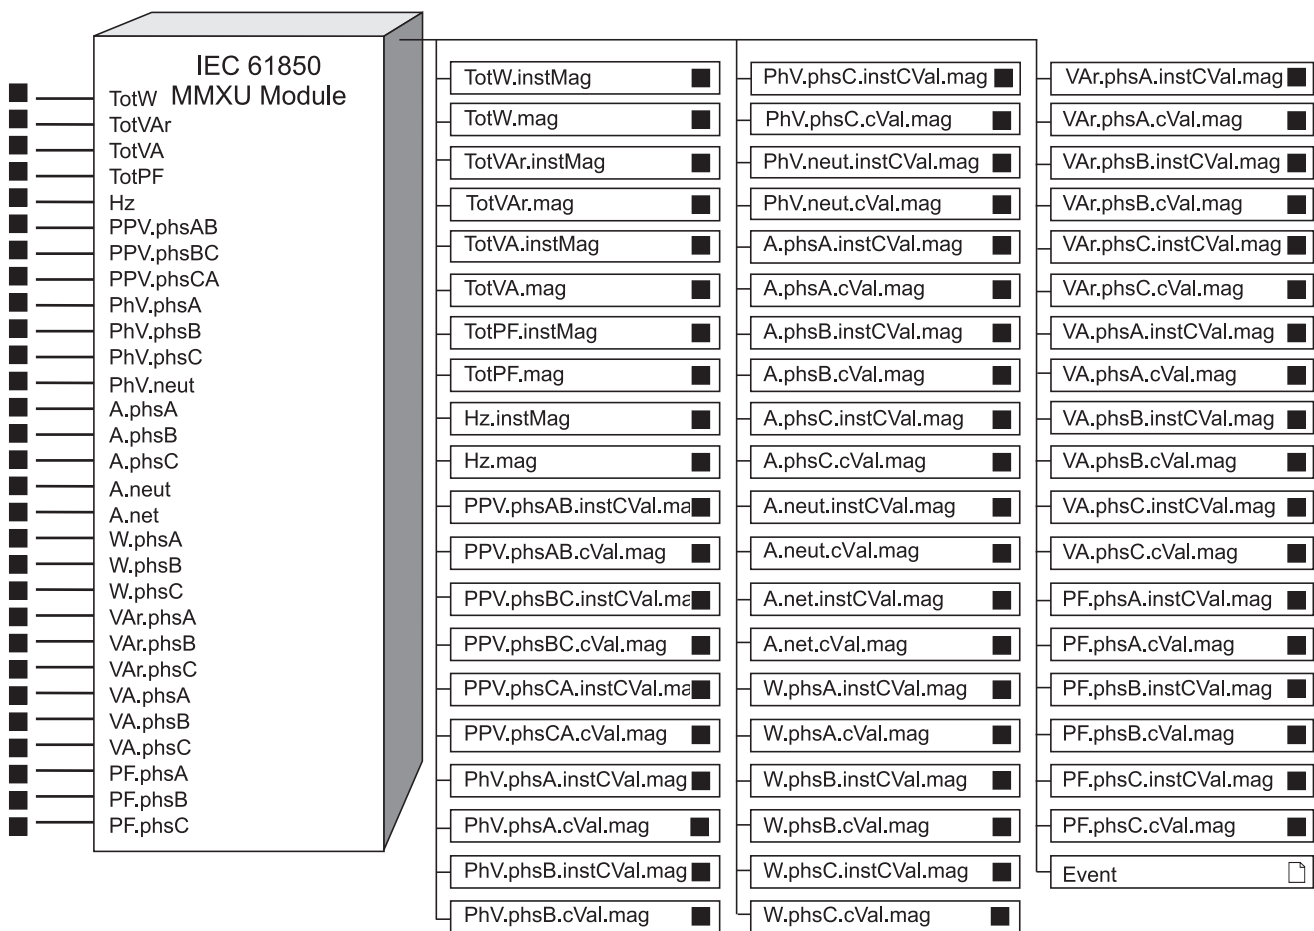 IEC 61850
MMXU Module
TotW
TotVAr
TotVA
TotPF
Hz
PPV.phsAB
PPV.phsBC
PPV.phsCA
PhV.phsA
PhV.phsB
PhV.phsC
PhV.neut
A.phsA
A.phsB
A.phsC
A.neut
A.net
W.phsA
W.phsB
W.phsC
VAr.phsA
VAr.phsB
VAr.phsC
VA.phsA
VA.phsB
VA.phsC
PF.phsA
PF.phsB
PF.phsC
TotW.instMag
TotW.mag
TotVAr.instMag
TotVAr.mag
TotVA.instMag
TotVA.mag
TotPF.instMag
TotPF.mag
Hz.instMag
Hz.mag
PPV.phsAB.instCVal.ma
PPV.phsAB.cVal.mag
PPV.phsBC.instCVal.ma
PPV.phsBC.cVal.mag
PPV.phsCA.instCVal.ma
PPV.phsCA.cVal.mag
PhV.phsA.instCVal.mag
PhV.phsA.cVal.mag
PhV.phsB.instCVal.mag
PhV.phsB.cVal.mag
PhV.phsC.instCVal.mag
PhV.phsC.cVal.mag
PhV.neut.instCVal.mag
PhV.neut.cVal.mag
A.phsA.instCVal.mag
A.phsA.cVal.mag
A.phsB.instCVal.mag
A.phsB.cVal.mag
A.phsC.instCVal.mag
A.phsC.cVal.mag
A.neut.instCVal.mag
A.neut.cVal.mag
A.net.instCVal.mag
A.net.cVal.mag
W.phsA.instCVal.mag
W.phsA.cVal.mag
W.phsB.instCVal.mag
W.phsB.cVal.mag
W.phsC.instCVal.mag
W.phsC.cVal.mag
VAr.phsA.instCVal.mag
VAr.phsA.cVal.mag
VAr.phsB.instCVal.mag
VAr.phsB.cVal.mag
VAr.phsC.instCVal.mag
VAr.phsC.cVal.mag
VA.phsA.instCVal.mag
VA.phsA.cVal.mag
VA.phsB.instCVal.mag
VA.phsB.cVal.mag
VA.phsC.instCVal.mag
VA.phsC.cVal.mag
PF.phsA.instCVal.mag
PF.phsA.cVal.mag
PF.phsB.instCVal.mag
PF.phsB.cVal.mag
PF.phsC.instCVal.mag
PF.phsC.cVal.mag
Event